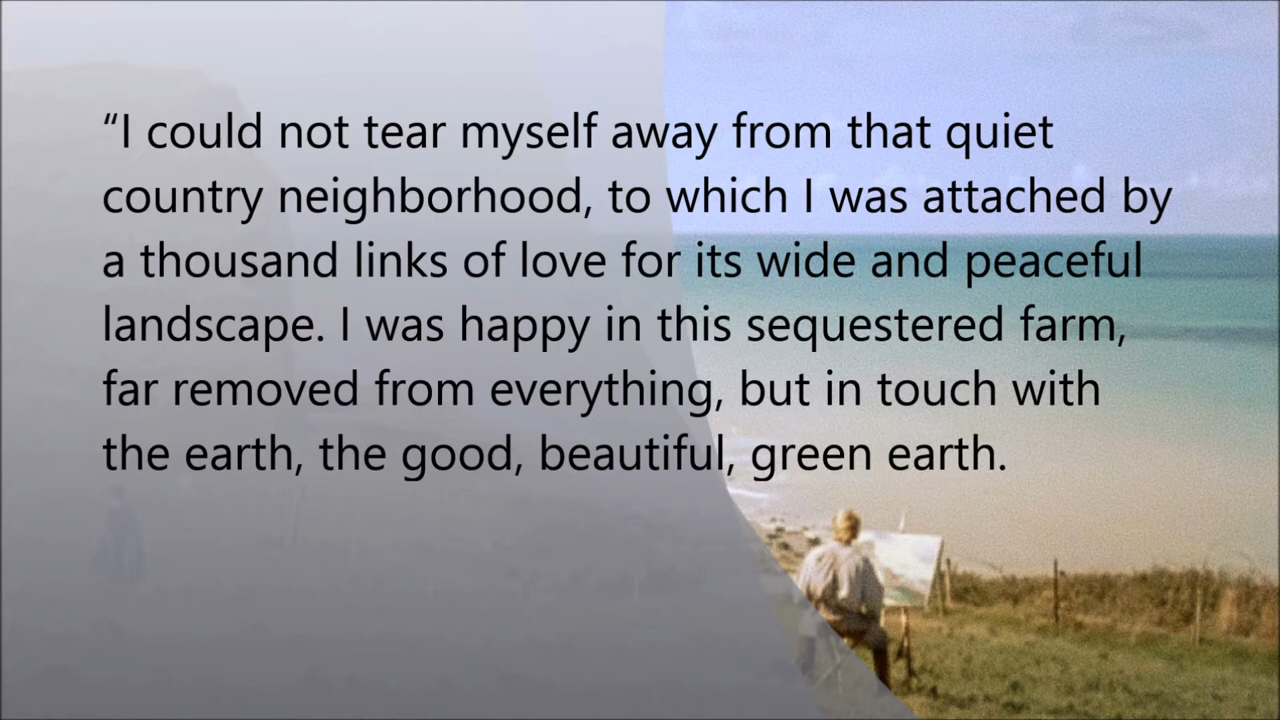 “I could not tear myself away from that quiet
country neighborhood, to which I was attached by
a thousand links of love for its wide and peaceful
landscape. I was happy in this sequestered farm,
far removed from everything, but in touch with
the earth, the good, beautiful, green earth.